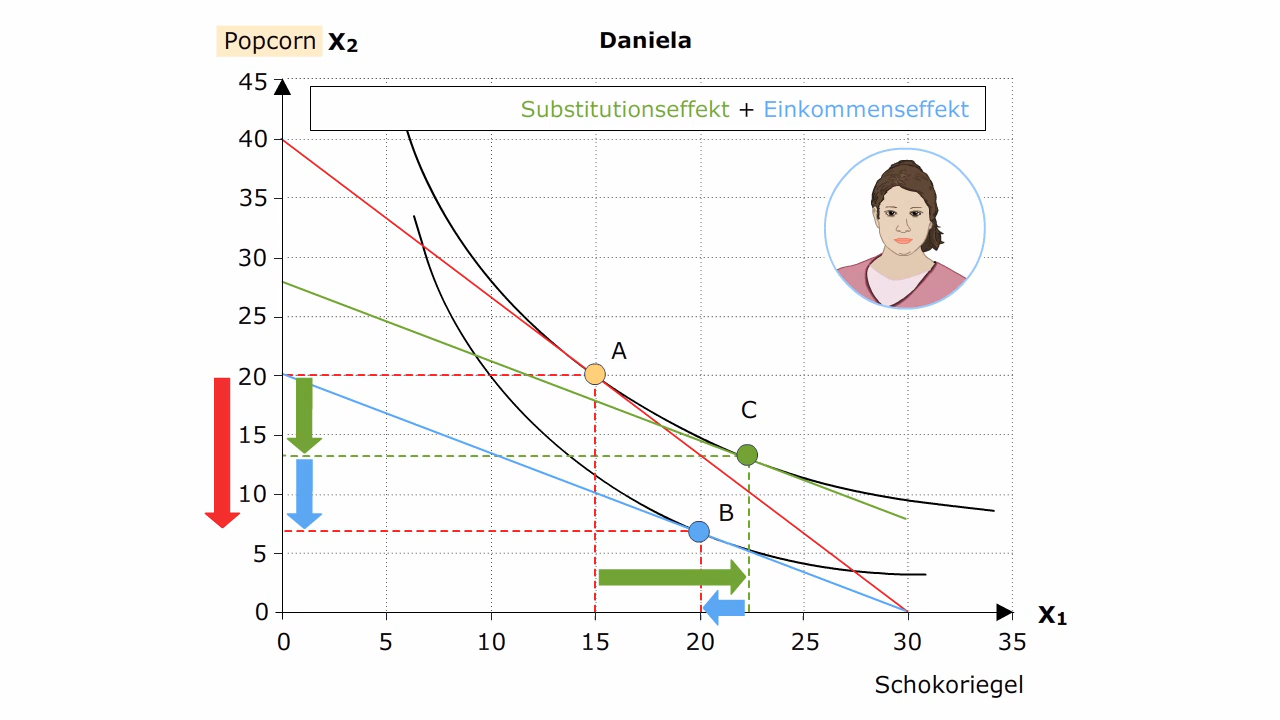 Popcorn X2
Daniela
Substitutionseffekt + Einkommenseffekt
45
40
35
30
25
20
15
10
5
0
A
C
B
0 5 10 15 20 25 30 35
X1
Schokoriegel